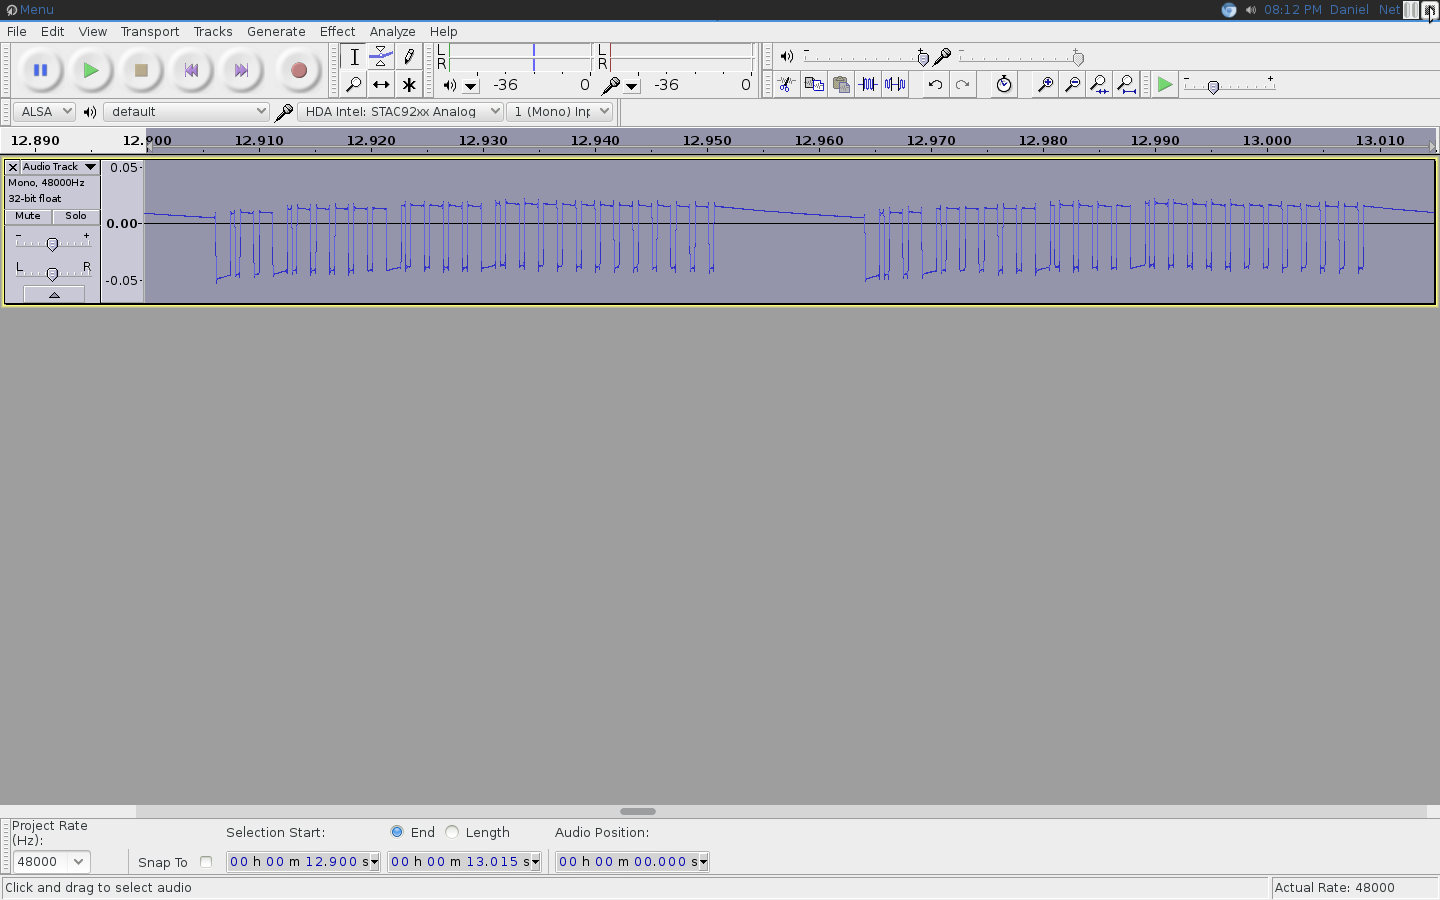 Menu 08:12 PM Daniel Net
File Edit View Transport Tracks Generate Effect Analyze Help
L L
R R
-36 0 -36 0
- + - +
- +
ALSA default HDA Intel: STAC92xx Analog 1 (Mono) Inp
12.890 12.900 12.910 12.920 12.930 12.940 12.950 12.960 12.970 12.980 12.990 13.000 13.010
Audio Track 0.05
Mono, 48000Hz
32-bit float
Mute Solo 0.00
- +
L R
-0.05
Project Rate
(Hz):
Selection Start: End Length Audio Position:
48000 Snap To 00 h 00 m 12.900 s 00 h 00 m 13.015 s 00 h 00 m 00.000 s
Click and drag to select audio Actual Rate: 48000